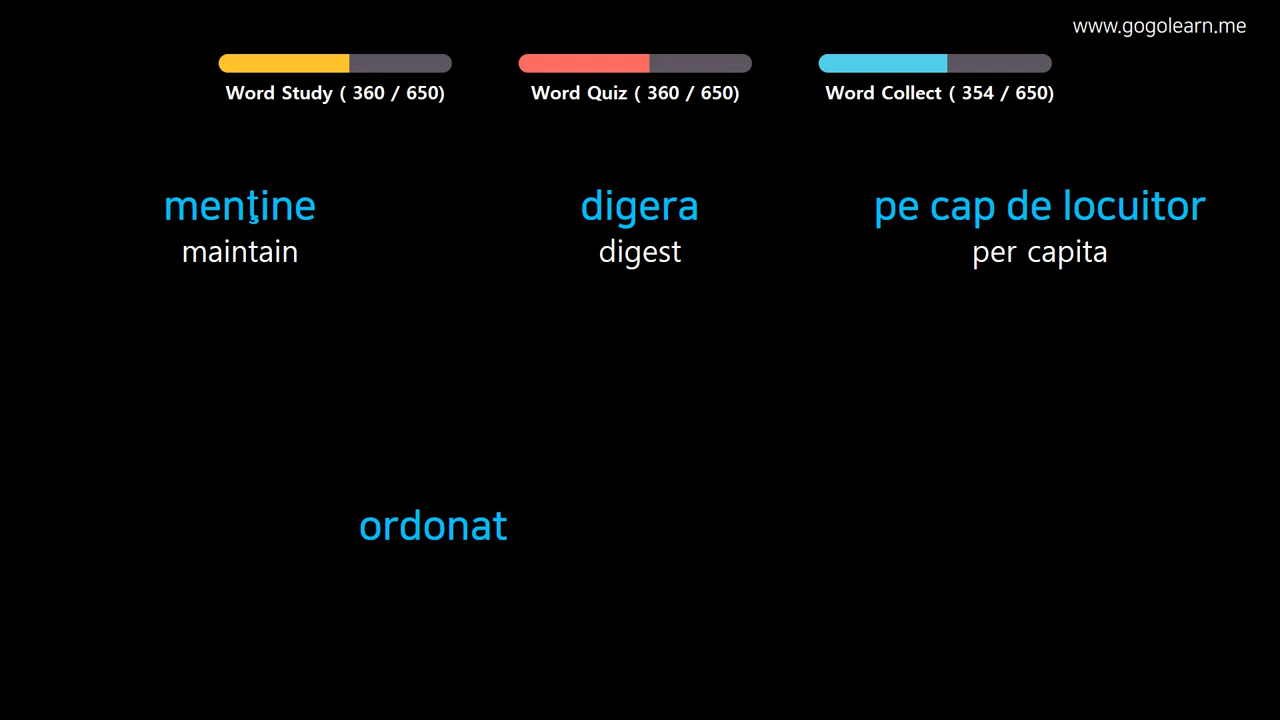 www.gogolearn.me
Word Study ( 360 / 650)
Word Quiz ( 360 / 650)
Word Collect ( 354 / 650)
menţine
maintain
digera
digest
pe cap de locuitor
per capita
ordonat